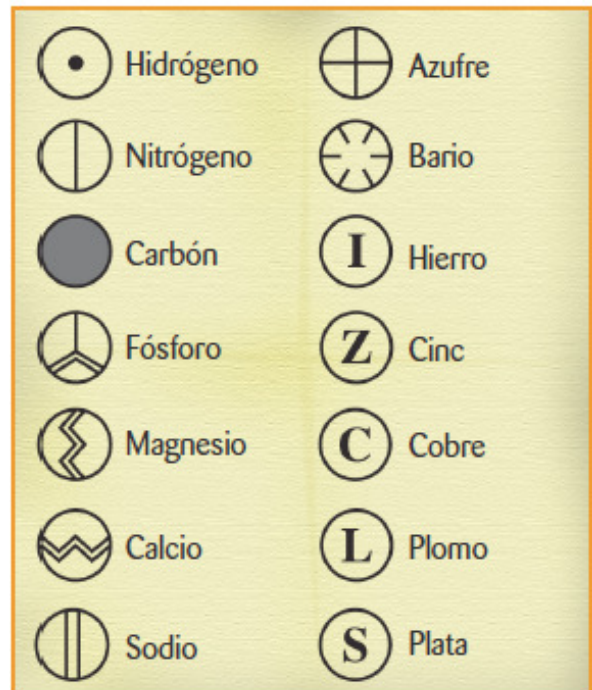 Hidrógeno
Nitrógeno
Carbón
Fósforo
Magnesio
Calcio
Sodio
Azufre
Bario
I Hierro
Z Cinc
C Cobre
L Plomo
S Plata